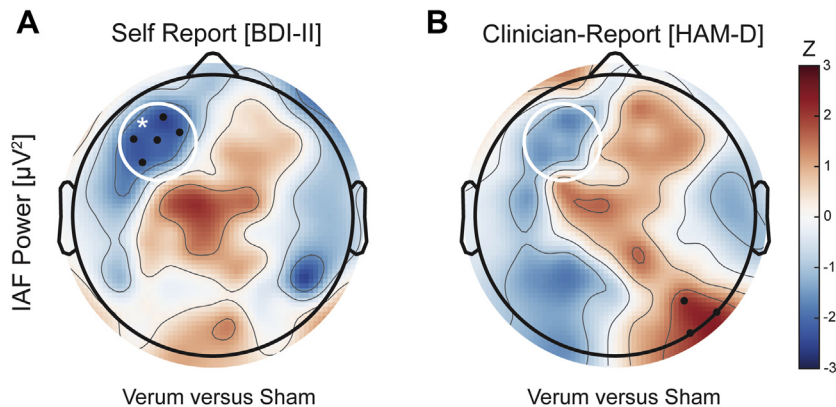 A
Self Report [BDI-II]
B
Clinician-Report [HAM-D]
Z
3
2
1
0
-1
-2
-3
IAF Power [µV²]
*
Verum versus Sham
Verum versus Sham